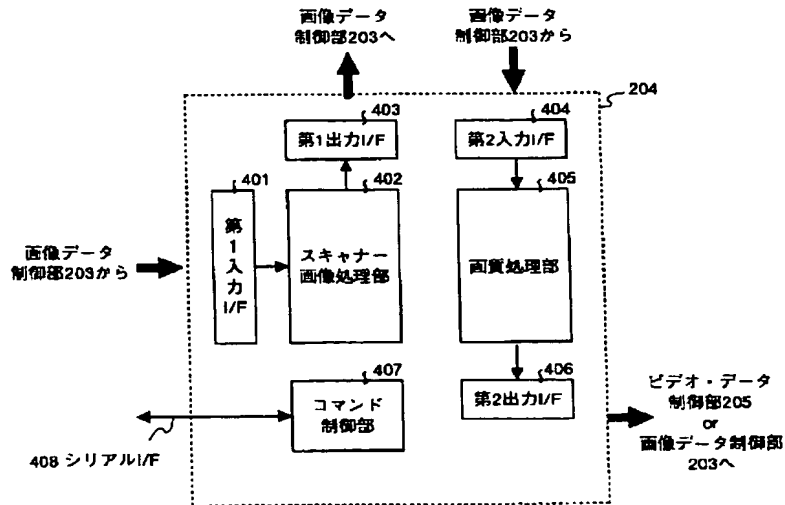 画像データ
制御部203へ
画像データ
制御部203から
204
403
第1出力I/F
404
第2入力I/F
401
第1入力I/F
402
スキャナー
画像処理部
405
画質処理部
画像データ
制御部203から
407
コマンド
制御部
406
第2出力I/F
ビデオ・データ
制御部205
or
画像データ制御部
203へ
408 シリアルI/F